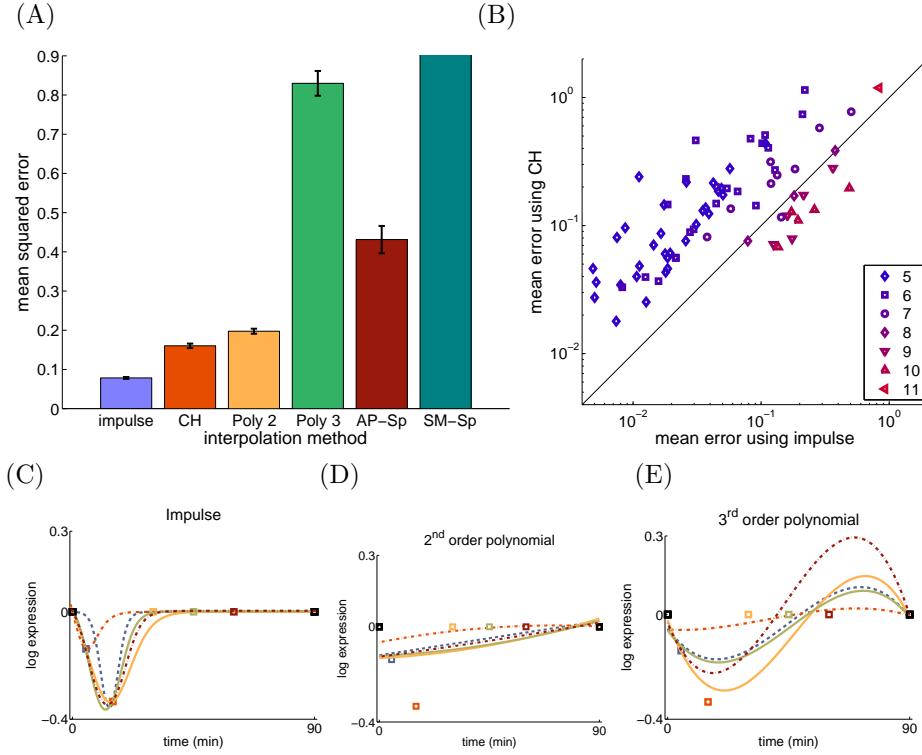 (A)
0.9
0.8
0.7
0.6
0.5
0.4
0.3
0.2
0.1
0
mean squared error
impulse CH Poly 2 Poly 3 AP−Sp SM−Sp
interpolation method
(B)
10^0
10^−1
10^−2
mean error using CH
10^−2 10^−1 10^0
mean error using impulse
5
6
7
8
9
10
11
(C)
Impulse
0.3
0
−0.4
log expression
0 90
time (min)
(D)
2^nd order polynomial
0.3
0
−0.4
log expression
0 90
time (min)
(E)
3^rd order polynomial
0.3
0
−0.4
log expression
0 90
time (min)